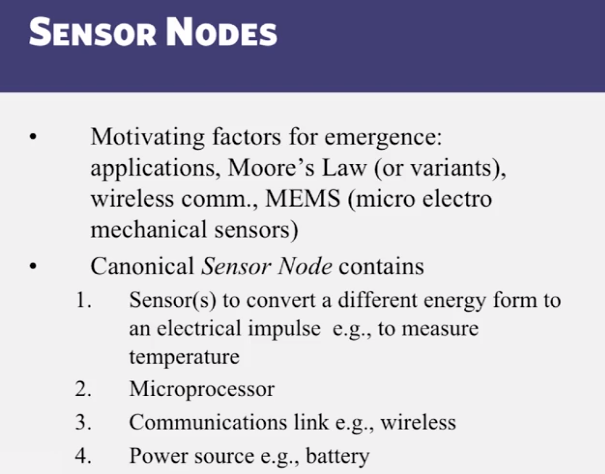 SENSOR NODES
• Motivating factors for emergence:
applications, Moore’s Law (or variants),
wireless comm., MEMS (micro electro
mechanical sensors)
• Canonical Sensor Node contains
1. Sensor(s) to convert a different energy form to
an electrical impulse e.g., to measure
temperature
2. Microprocessor
3. Communications link e.g., wireless
4. Power source e.g., battery